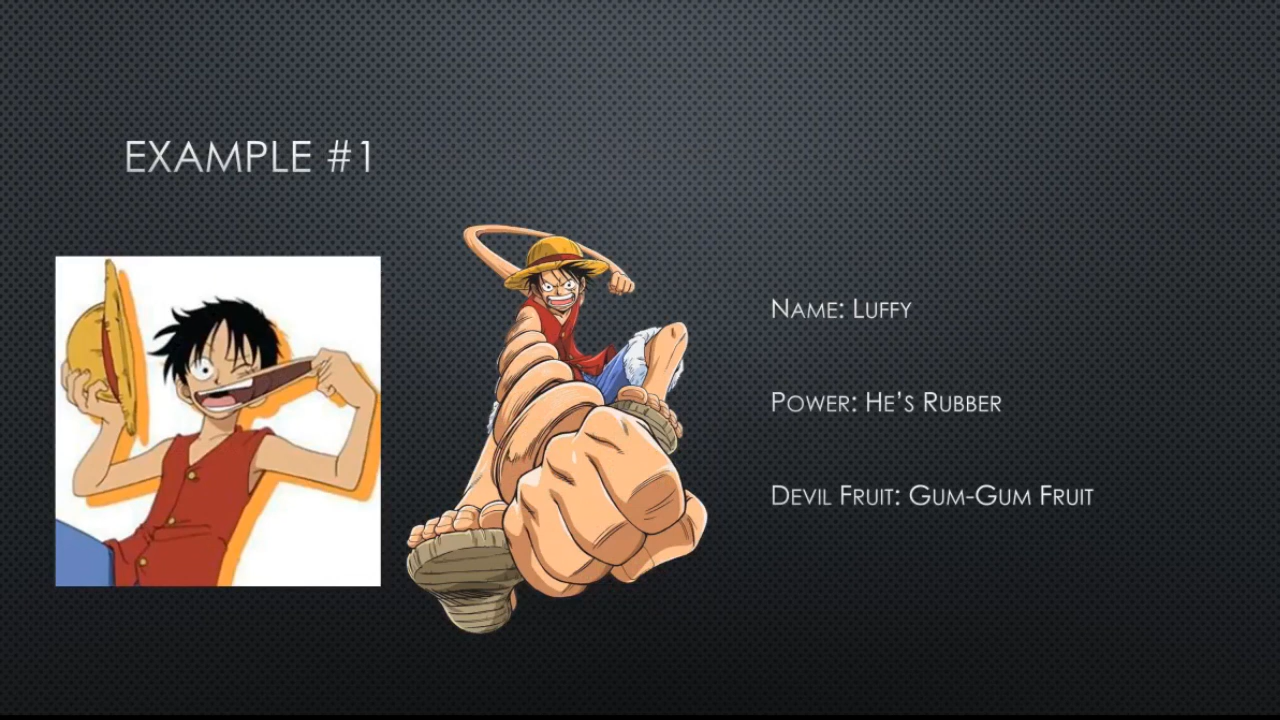 EXAMPLE #1
NAME: LUFFY
POWER: HE'S RUBBER
DEVIL FRUIT: GUM-GUM FRUIT